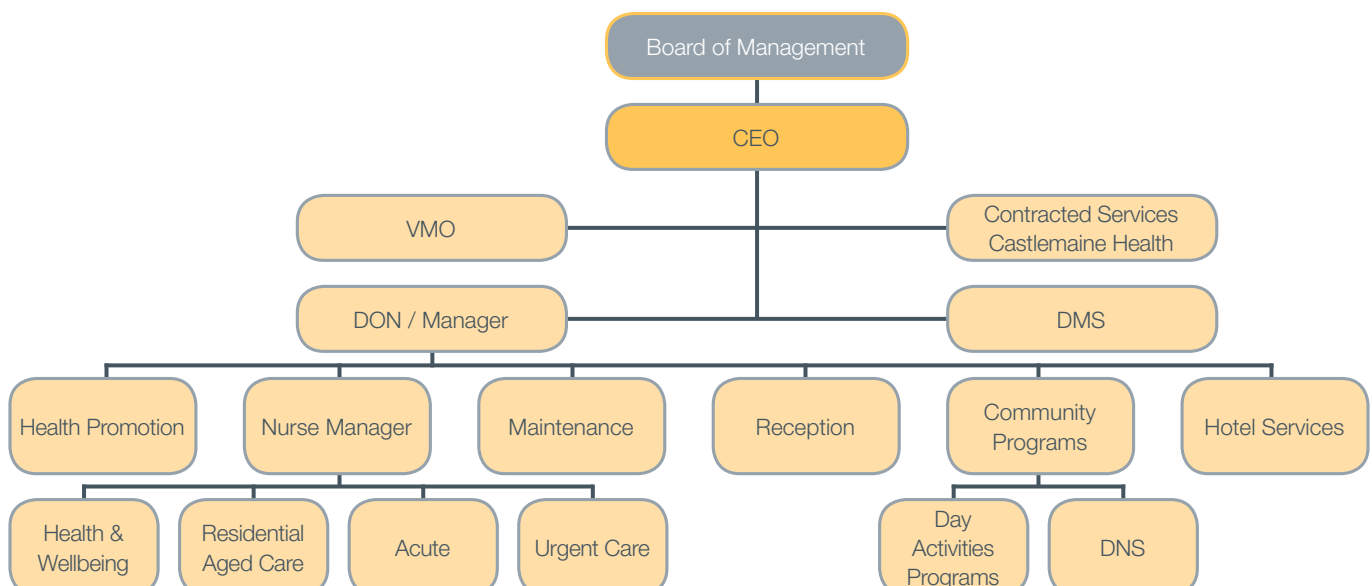 Board of Management
CEO
VMO
Contracted Services
Castlemaine Health
DON / Manager
DMS
Health Promotion
Nurse Manager
Maintenance
Reception
Community
Programs
Hotel Services
Health &
Wellbeing
Residential
Aged Care
Acute
Urgent Care
Day
Activities
Programs
DNS